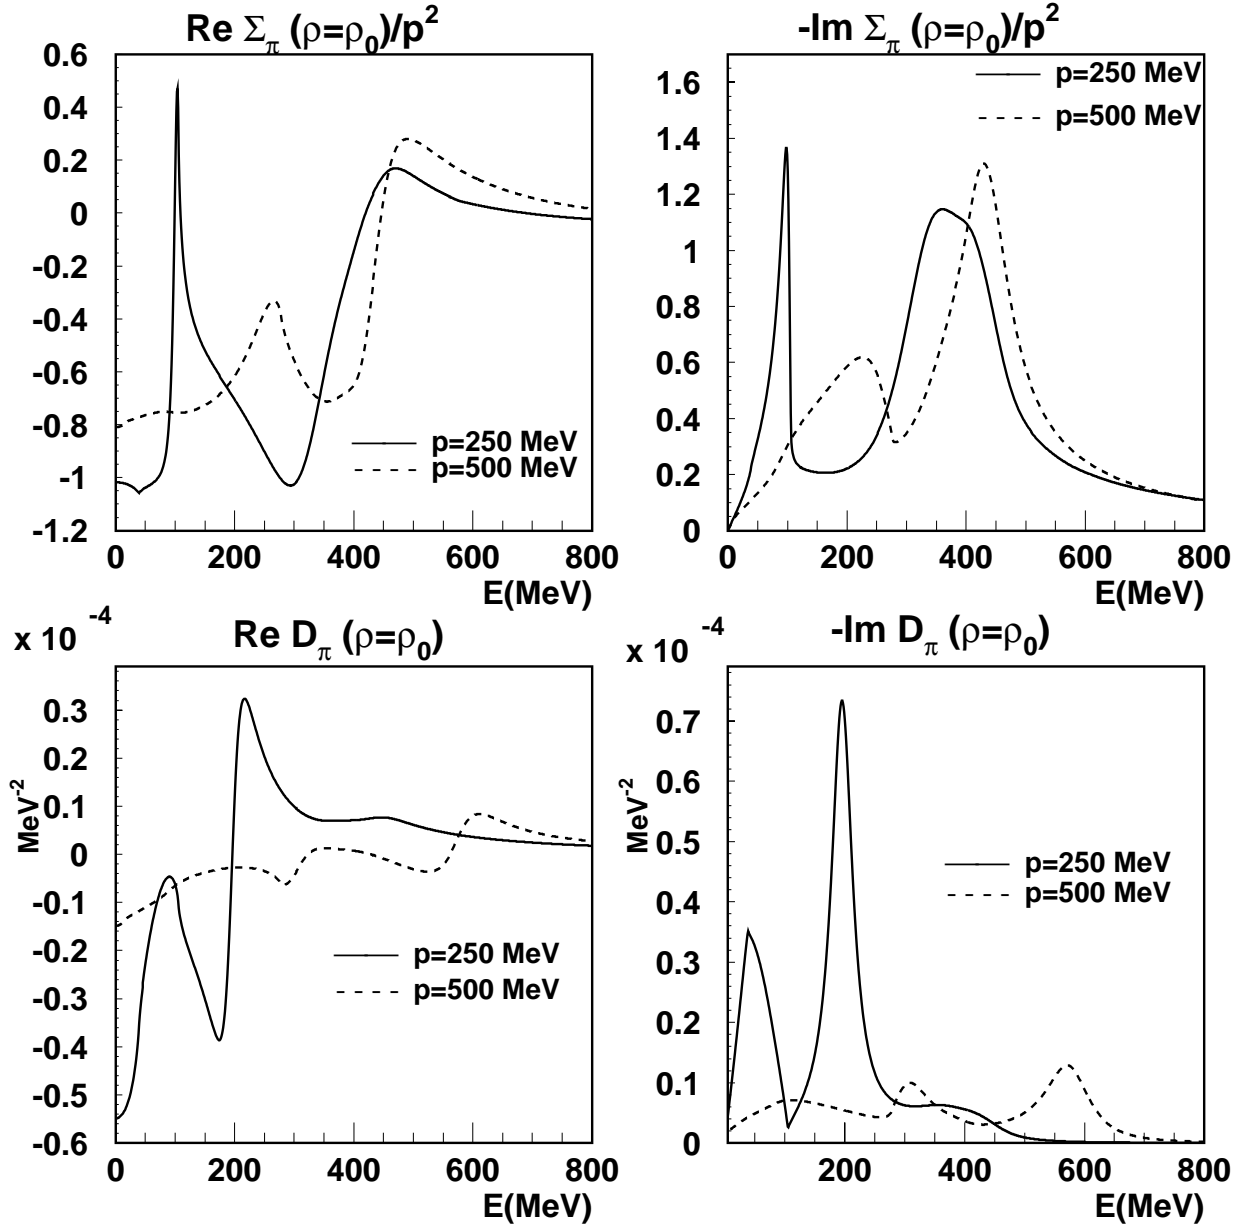 Re Σπ (ρ=ρ0)/p2
0.6
0.4
0.2
0
-0.2
-0.4
-0.6
-0.8
-1
-1.2
p=250 MeV
p=500 MeV
0 200 400 600 800
E(MeV)
-Im Σπ (ρ=ρ0)/p2
p=250 MeV
p=500 MeV
1.6
1.4
1.2
1
0.8
0.6
0.4
0.2
0
0 200 400 600 800
E(MeV)
x 10 -4
Re Dπ (ρ=ρ0)
MeV-2
0.3
0.2
0.1
0
-0.1
-0.2
-0.3
-0.4
-0.5
-0.6
p=250 MeV
p=500 MeV
0 200 400 600 800
E(MeV)
x 10 -4
-Im Dπ (ρ=ρ0)
MeV-2
0.7
0.6
0.5
0.4
0.3
0.2
0.1
0
p=250 MeV
p=500 MeV
200 400 600 800
E(MeV)